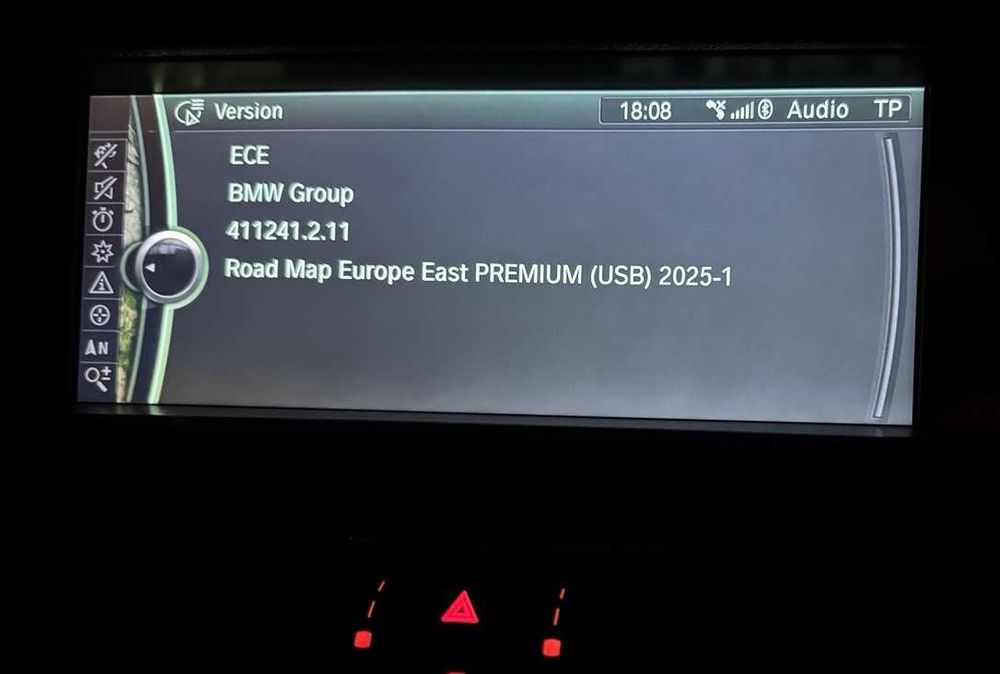 Version
18:08 Audio TP
ECE
BMW Group
411241.2.11
Road Map Europe East PREMIUM (USB) 2025-1
AN